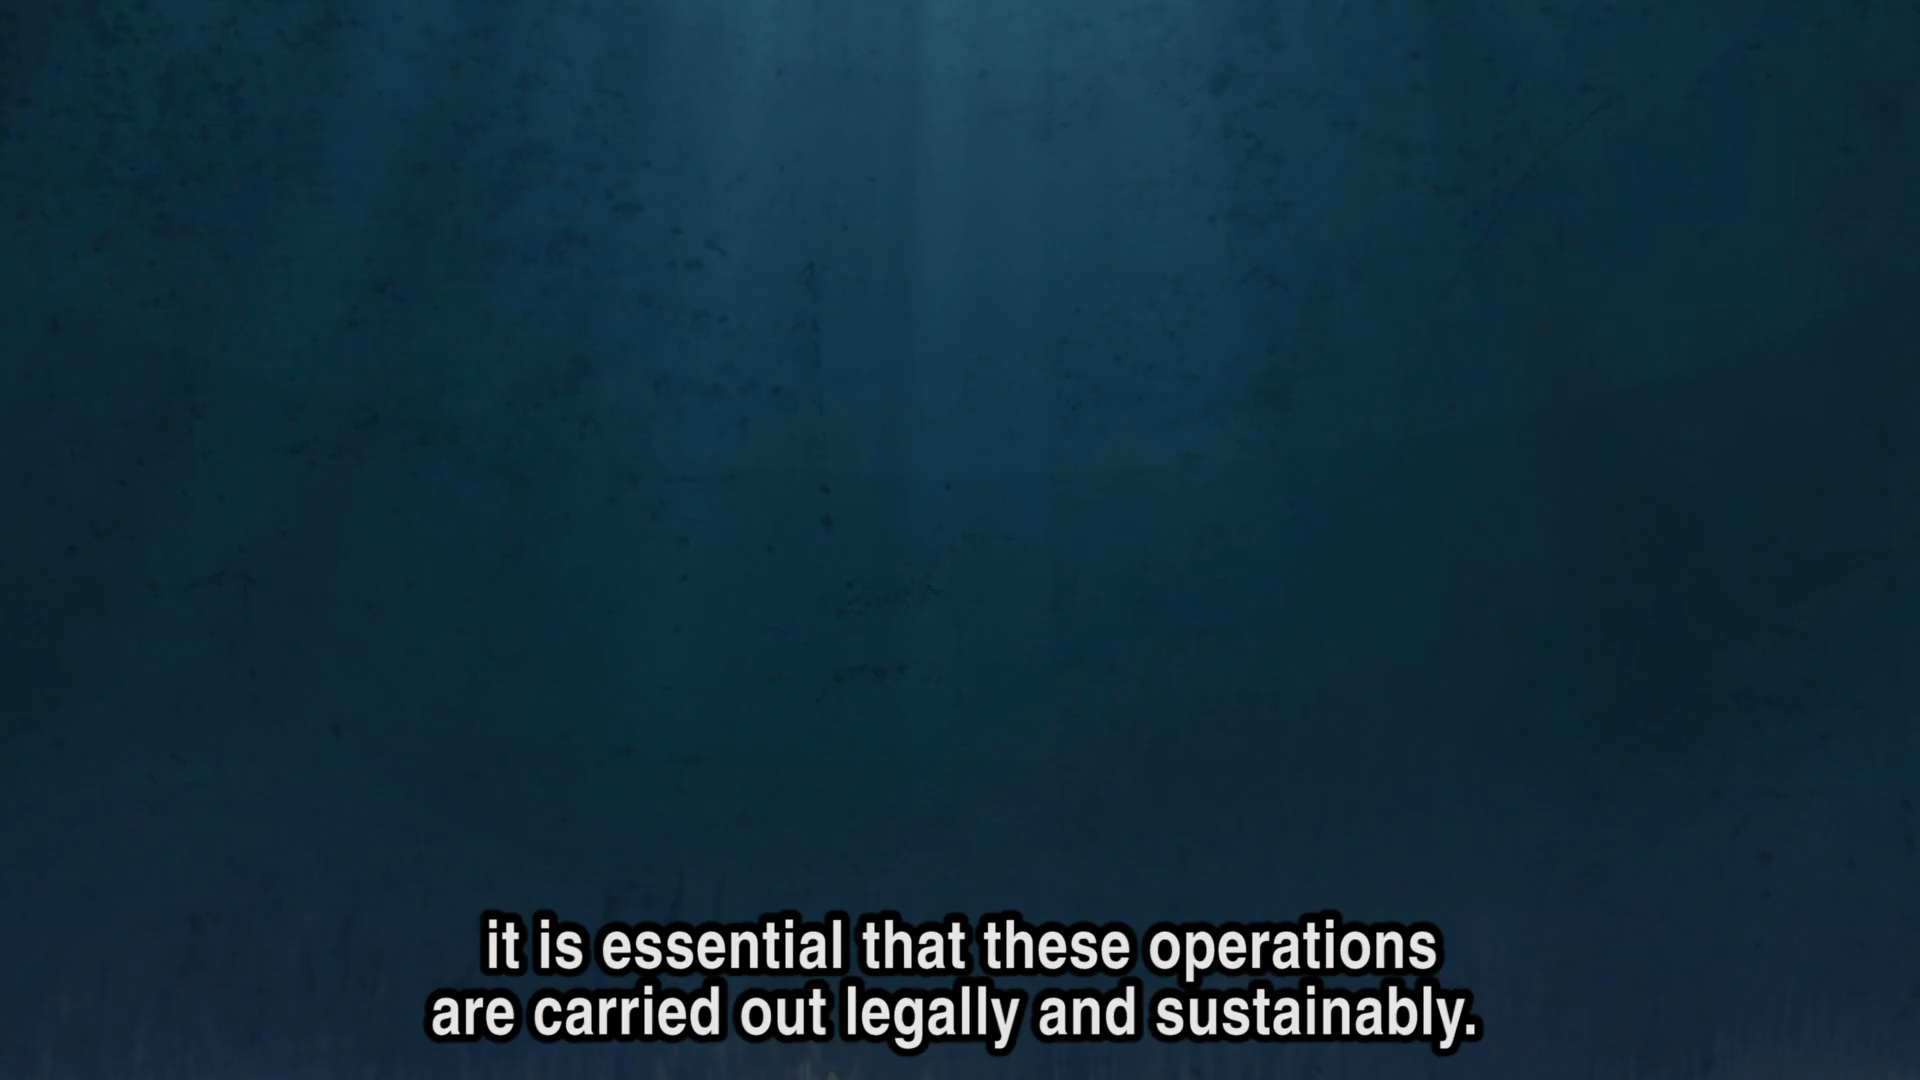 it is essential that these operations
are carried out legally and sustainably.